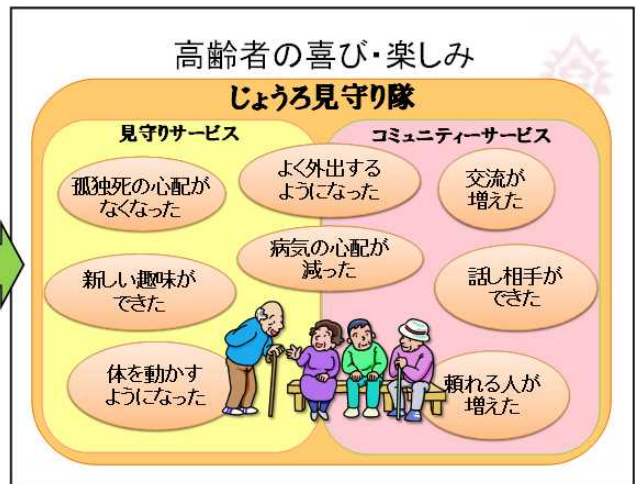 高齢者の喜び・楽しみ
じょうろ見守り隊
見守りサービス
コミュニティーサービス
孤独死の心配が
なくなった
よく外出する
ようになった
交流が
増えた
新しい趣味が
できた
病気の心配が
減った
話し相手が
できた
体を動かす
ようになった
頼れる人が
増えた